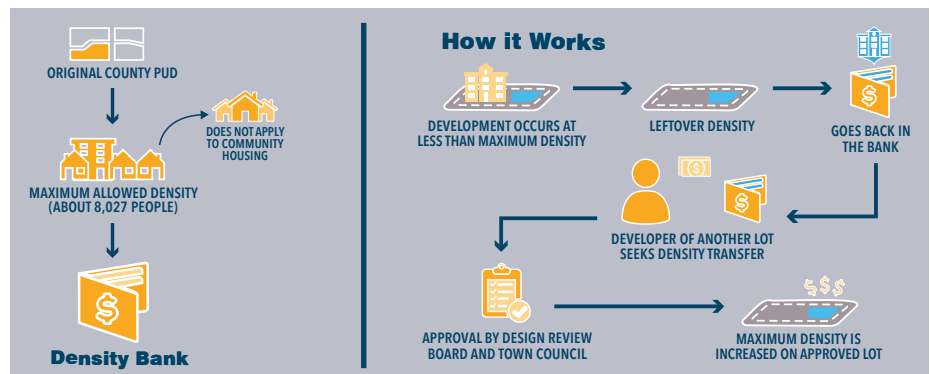 ORIGINAL COUNTY PUD
DOES NOT APPLY
TO COMMUNITY
HOUSING
MAXIMUM ALLOWED DENSITY
(ABOUT 8,027 PEOPLE)
$
Density Bank
How it Works
DEVELOPMENT OCCURS AT
LESS THAN MAXIMUM DENSITY
LEFTOVER DENSITY
$
GOES BACK IN
THE BANK
$
$
DEVELOPER OF ANOTHER LOT
SEEKS DENSITY TRANSFER
APPROVAL BY DESIGN REVIEW
BOARD AND TOWN COUNCIL
$ $ $
MAXIMUM DENSITY IS
INCREASED ON APPROVED LOT